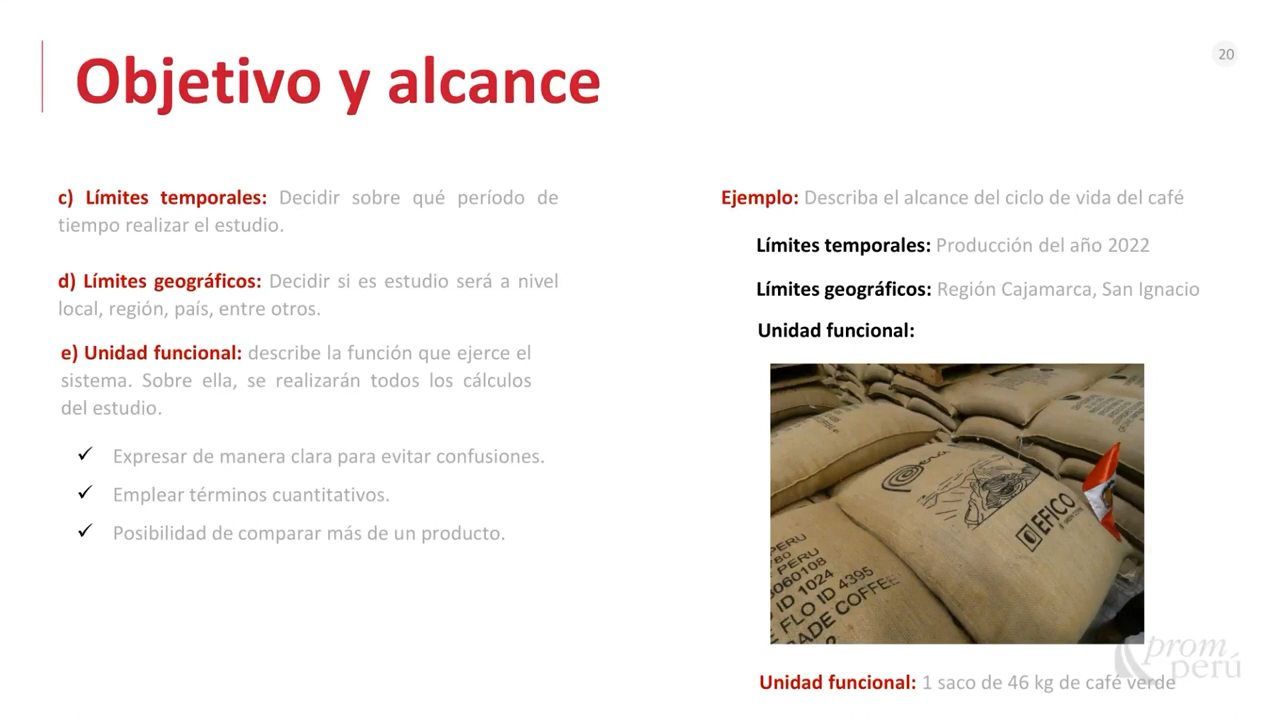 Objetivo y alcance
20
c) Límites temporales: Decidir sobre qué período de
tiempo realizar el estudio.
d) Límites geográficos: Decidir si es estudio será a nivel
local, región, país, entre otros.
e) Unidad funcional: describe la función que ejerce el
sistema. Sobre ella, se realizarán todos los cálculos
del estudio.
✓ Expresar de manera clara para evitar confusiones.
✓ Emplear términos cuantitativos.
✓ Posibilidad de comparar más de un producto.
Ejemplo: Describa el alcance del ciclo de vida del café
Límites temporales: Producción del año 2022
Límites geográficos: Región Cajamarca, San Ignacio
Unidad funcional:
EFICO
PERU
PERU
060108
ID 1024
FLO ID 4395
COFFEE
Unidad funcional: 1 saco de 46 kg de café verde
prom
perú